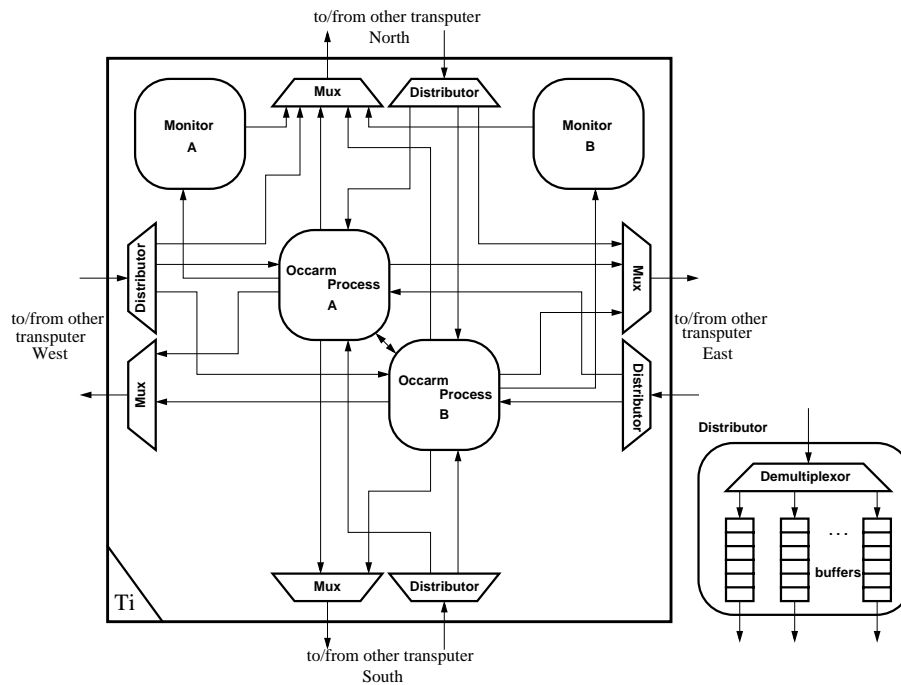 to/from other transputer
North
Mux
Distributor
Monitor
A
Monitor
B
Distributor
Occarm
Process
A
Mux
to/from other
transputer
West
to/from other
transputer
East
Mux
Occarm
Process
B
Distributor
Distributor
Demultiplexor
. . .
buffers
Mux
Distributor
Ti
to/from other transputer
South